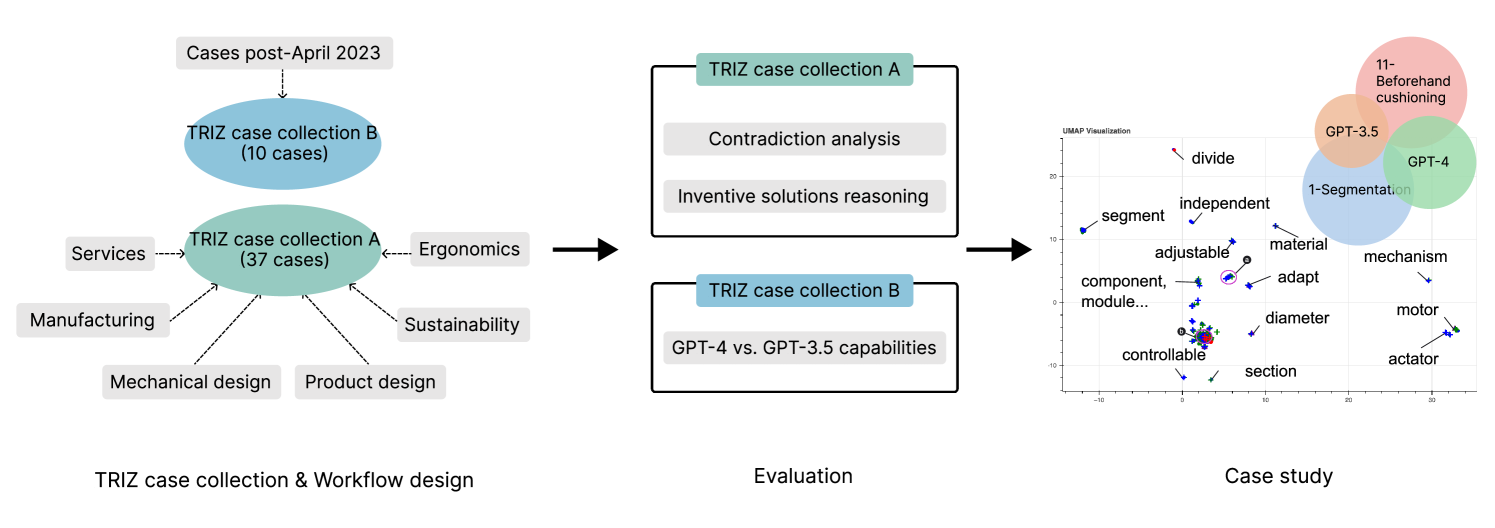 Cases post-April 2023
TRIZ case collection B
(10 cases)
TRIZ case collection A
(37 cases)
Services
Ergonomics
Manufacturing
Sustainability
Mechanical design
Product design
TRIZ case collection & Workflow design
TRIZ case collection A
Contradiction analysis
Inventive solutions reasoning
TRIZ case collection B
GPT-4 vs. GPT-3.5 capabilities
Evaluation
11-
Beforehand
cushioning
GPT-3.5
GPT-4
1-Segmentation
UMAP Visualization
divide
independent
segment
material
adjustable
mechanism
a
component,
module...
adapt
diameter
motor
b
controllable
actator
section
20
10
0
-10
-10
0
10
20
30
Case study